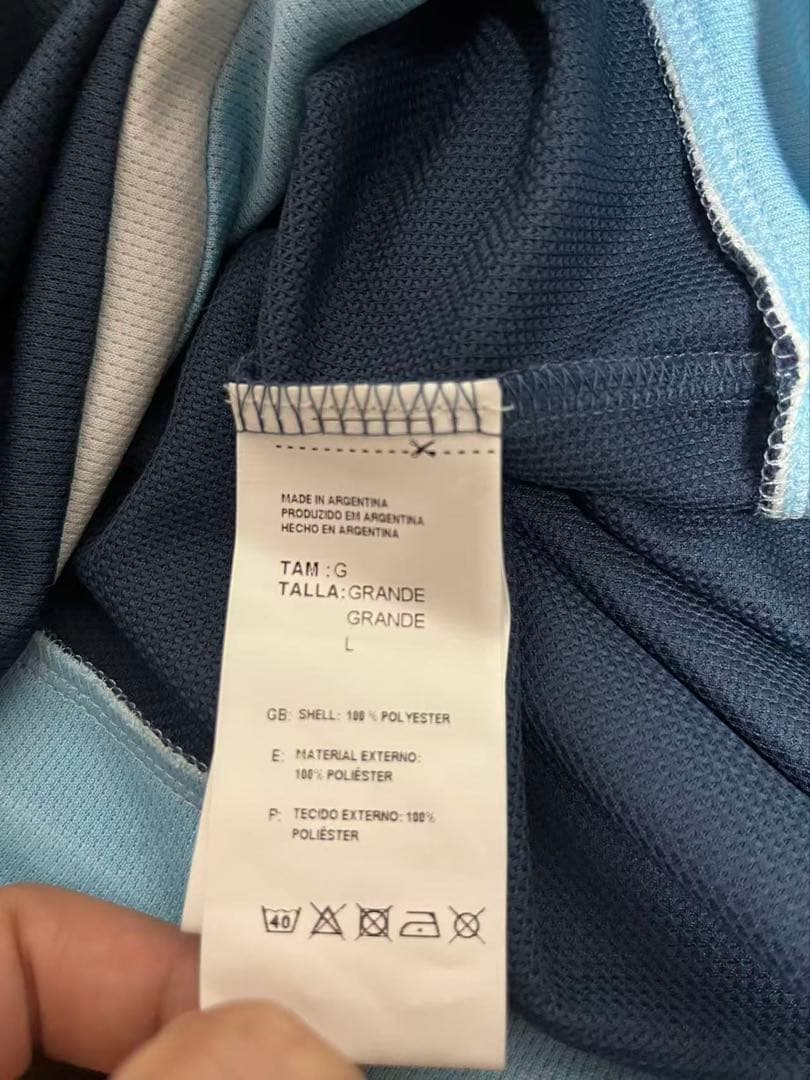 MADE IN ARGENTINA
PRODUZIDO EM ARGENTINA
HECHO EN ARGENTINA
TAM : G
TALLA: GRANDE
GRANDE
L
GB: SHELL: 100 % POLYESTER
E: MATERIAL EXTERNO:
100% POLIÉSTER
P: TECIDO EXTERNO: 100%
POLIÉSTER
40